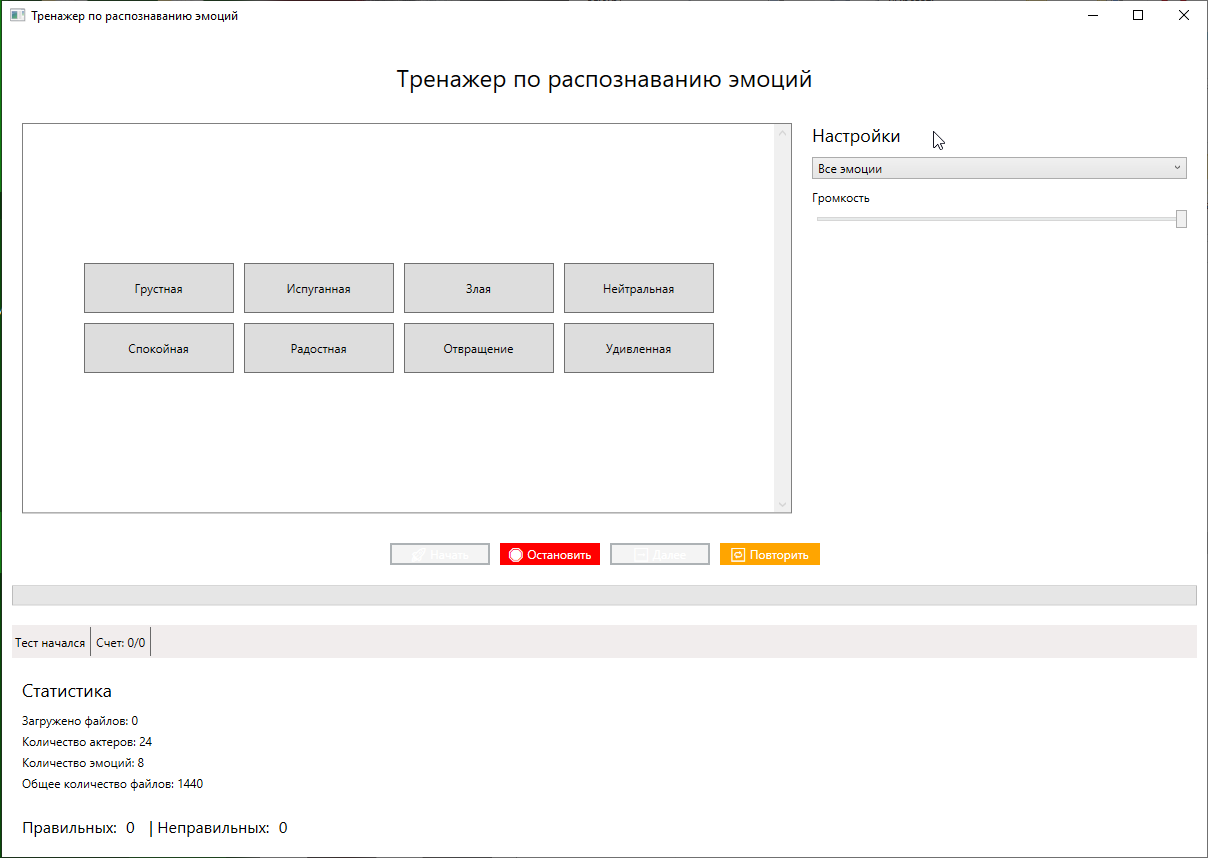 Тренажер по распознаванию эмоций
Тренажер по распознаванию эмоций
Настройки
Все эмоции
Громкость
Грустная Испуганная Злая Нейтральная
Спокойная Радостная Отвращение Удивленная
Начать Остановить Далее Повторить
Тест начался Счет: 0/0
Статистика
Загружено файлов: 0
Количество актеров: 24
Количество эмоций: 8
Общее количество файлов: 1440
Правильных: 0 | Неправильных: 0